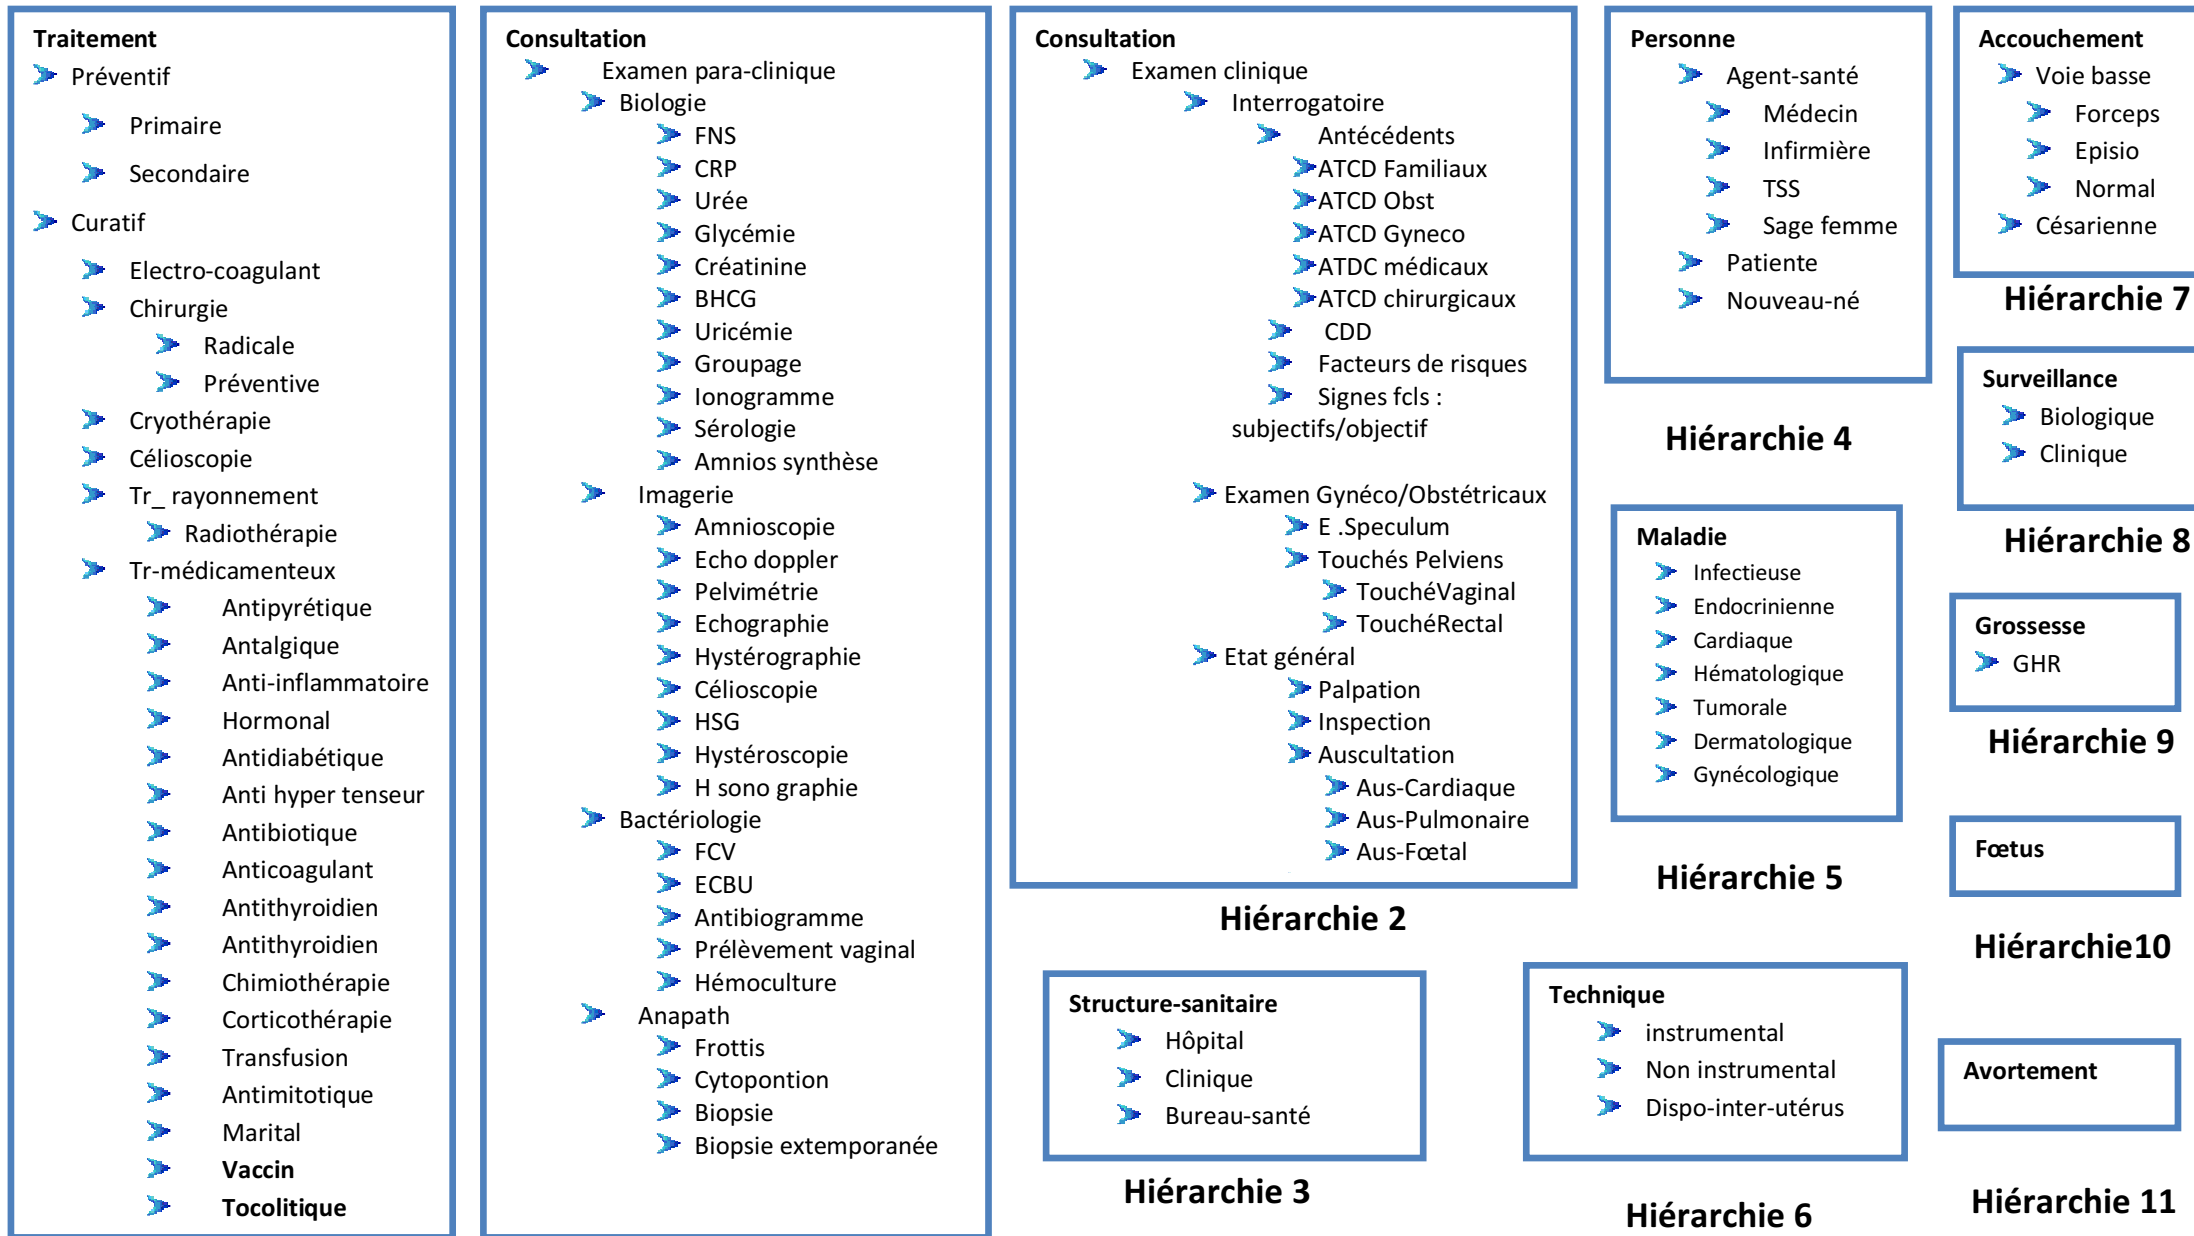 Traitement
Préventif
Primaire
Secondaire
Curatif
Electro-coagulant
Chirurgie
Radicale
Préventive
Cryothérapie
Célioscopie
Tr_ rayonnement
Radiothérapie
Tr-médicamenteux
Antipyrétique
Antalgique
Anti-inflammatoire
Hormonal
Antidiabétique
Anti hyper tenseur
Antibiotique
Anticoagulant
Antithyroidien
Antithyroidien
Chimiothérapie
Corticothérapie
Transfusion
Antimitotique
Marital
Vaccin
Tocolitique
Consultation
Examen para-clinique
Biologie
FNS
CRP
Urée
Glycémie
Créatinine
BHCG
Uricémie
Groupage
Ionogramme
Sérologie
Amnios synthèse
Imagerie
Amnioscopie
Echo doppler
Pelvimétrie
Echographie
Hystérographie
Célioscopie
HSG
Hystéroscopie
H sono graphie
Bactériologie
FCV
ECBU
Antibiogramme
Prélèvement vaginal
Hémoculture
Anapath
Frottis
Cytopontion
Biopsie
Biopsie extemporanée
Consultation
Examen clinique
Interrogatoire
Antécédents
ATCD Familiaux
ATCD Obst
ATCD Gyneco
ATDC médicaux
ATCD chirurgicaux
CDD
Facteurs de risques
Signes fcls :
subjectifs/objectif
Examen Gynéco/Obstétricaux
E .Speculum
Touchés Pelviens
TouchéVaginal
TouchéRectal
Etat général
Palpation
Inspection
Auscultation
Aus-Cardiaque
Aus-Pulmonaire
Aus-Fœtal
Hiérarchie 2
Structure-sanitaire
Hôpital
Clinique
Bureau-santé
Hiérarchie 3
Personne
Agent-santé
Médecin
Infirmière
TSS
Sage femme
Patiente
Nouveau-né
Hiérarchie 4
Maladie
Infectieuse
Endocrinienne
Cardiaque
Hématologique
Tumorale
Dermatologique
Gynécologique
Hiérarchie 5
Technique
instrumental
Non instrumental
Dispo-inter-utérus
Hiérarchie 6
Accouchement
Voie basse
Forceps
Episio
Normal
Césarienne
Hiérarchie 7
Surveillance
Biologique
Clinique
Hiérarchie 8
Grossesse
GHR
Hiérarchie 9
Fœtus
Hiérarchie10
Avortement
Hiérarchie 11